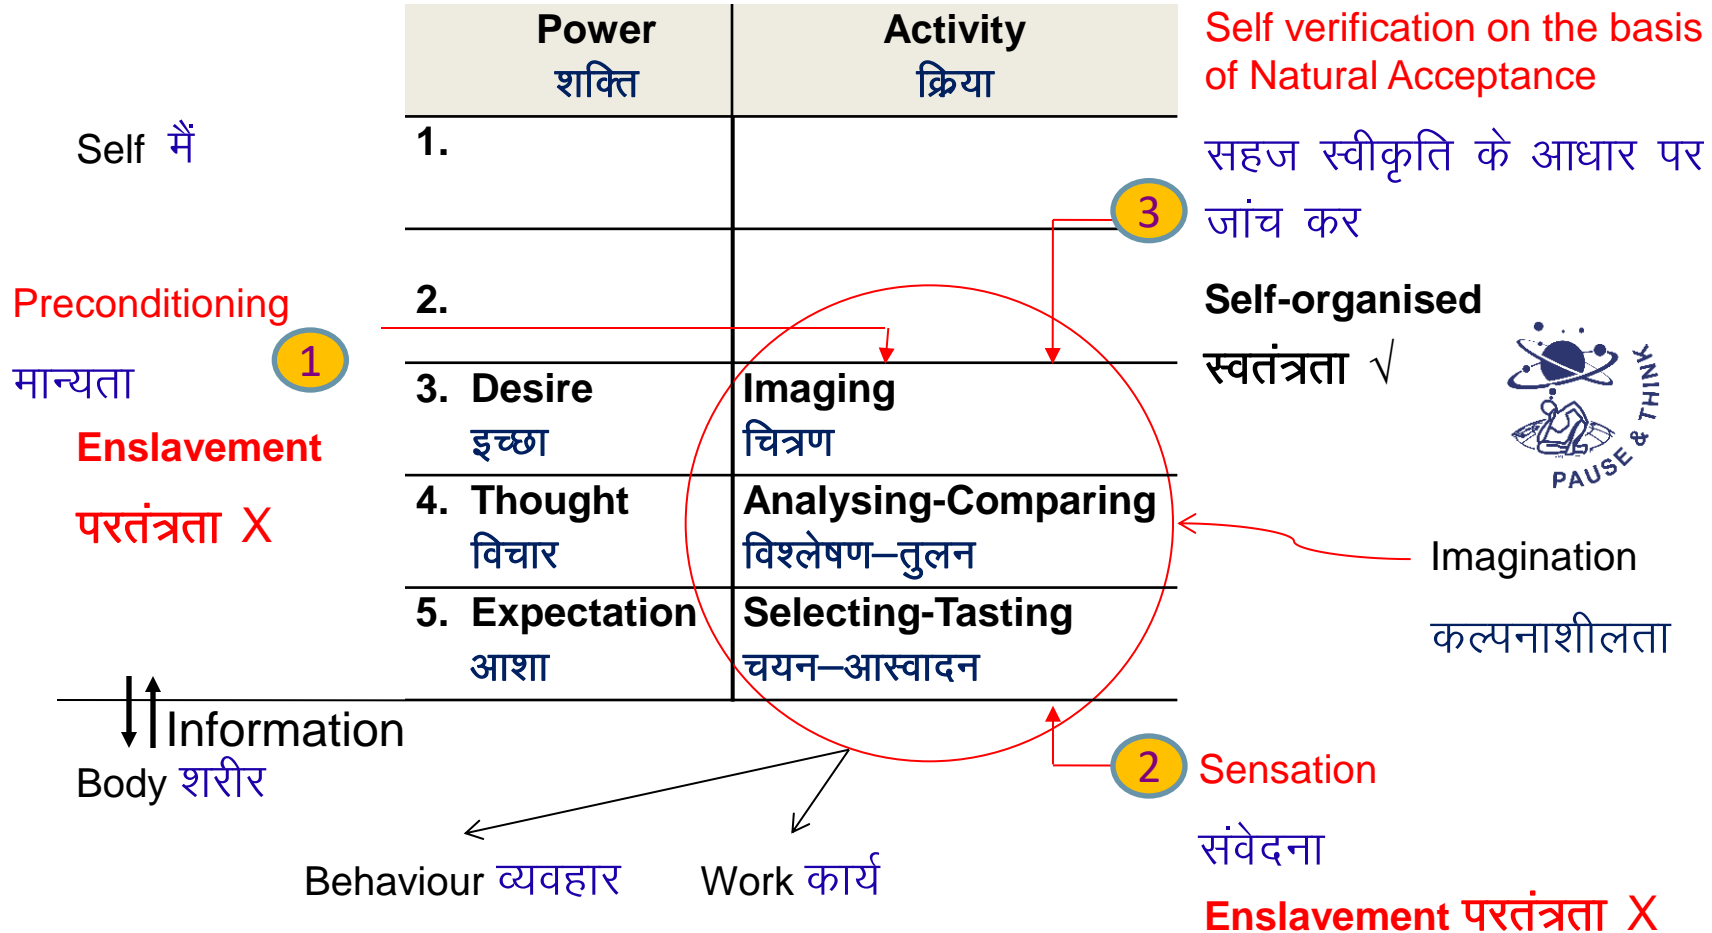 Power
शक्ति
Activity
क्रिया
Self verification on the basis
of Natural Acceptance
सहज स्वीकृति के आधार पर
जांच कर
Self मैं
1.
3
Preconditioning
मान्यता
1
Enslavement
परतंत्रता X
2.
Self-organised
स्वतंत्रता √
PAUSE & THINK
3. Desire
इच्छा
Imaging
चित्रण
4. Thought
विचार
Analysing-Comparing
विश्लेषण–तुलन
Imagination
कल्पनाशीलता
5. Expectation
आशा
Selecting-Tasting
चयन–आस्वादन
Information
Body शरीर
2
Sensation
संवेदना
Enslavement परतंत्रता X
Behaviour व्यवहार
Work कार्य